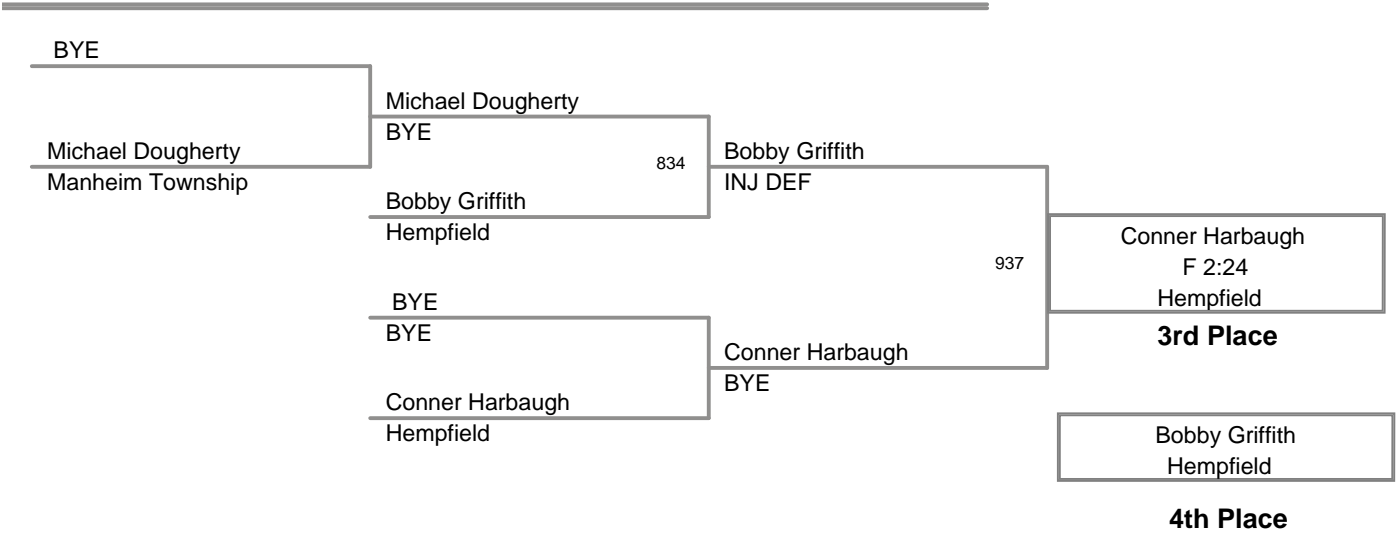 BYE
Michael Dougherty
Manheim Township
Michael Dougherty
BYE
834
Bobby Griffith
Hempfield
BYE
BYE
Conner Harbaugh
Hempfield
Bobby Griffith
INJ DEF
937
Conner Harbaugh
BYE
Conner Harbaugh
F 2:24
Hempfield
3rd Place
Bobby Griffith
Hempfield
4th Place